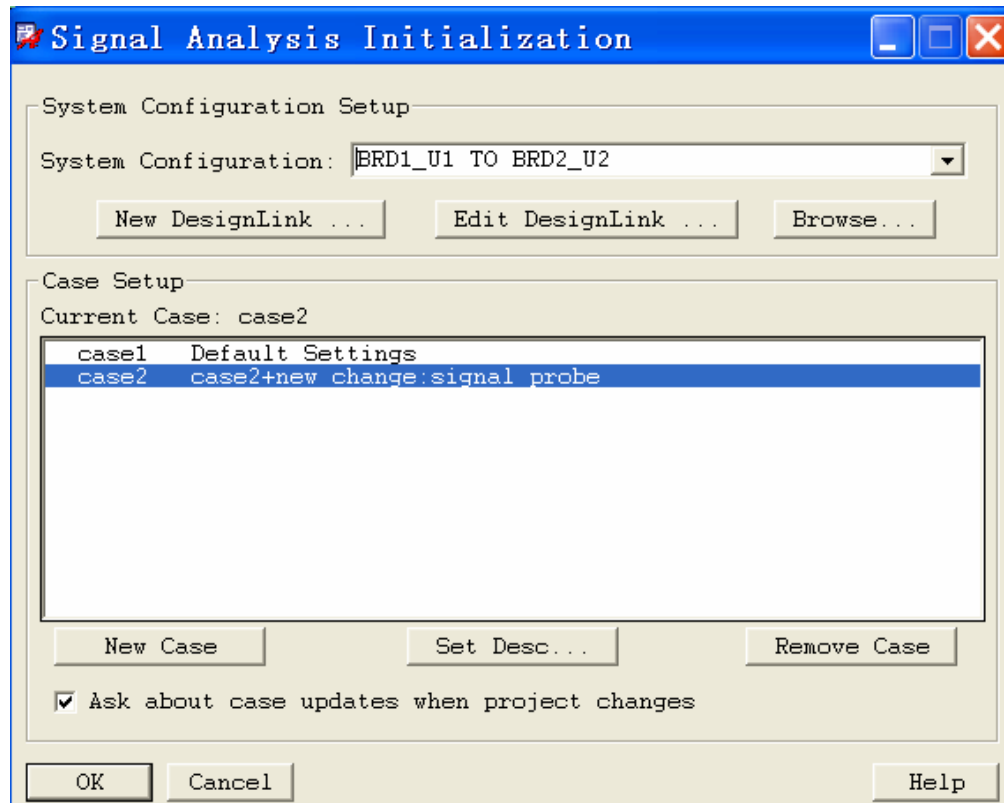 Signal Analysis Initialization
System Configuration Setup
System Configuration: BRD1_U1 TO BRD2_U2
New DesignLink ... Edit DesignLink ... Browse...
Case Setup
Current Case: case2
case1 Default Settings
case2 case2+new change:signal probe
New Case Set Desc... Remove Case
Ask about case updates when project changes
OK Cancel Help